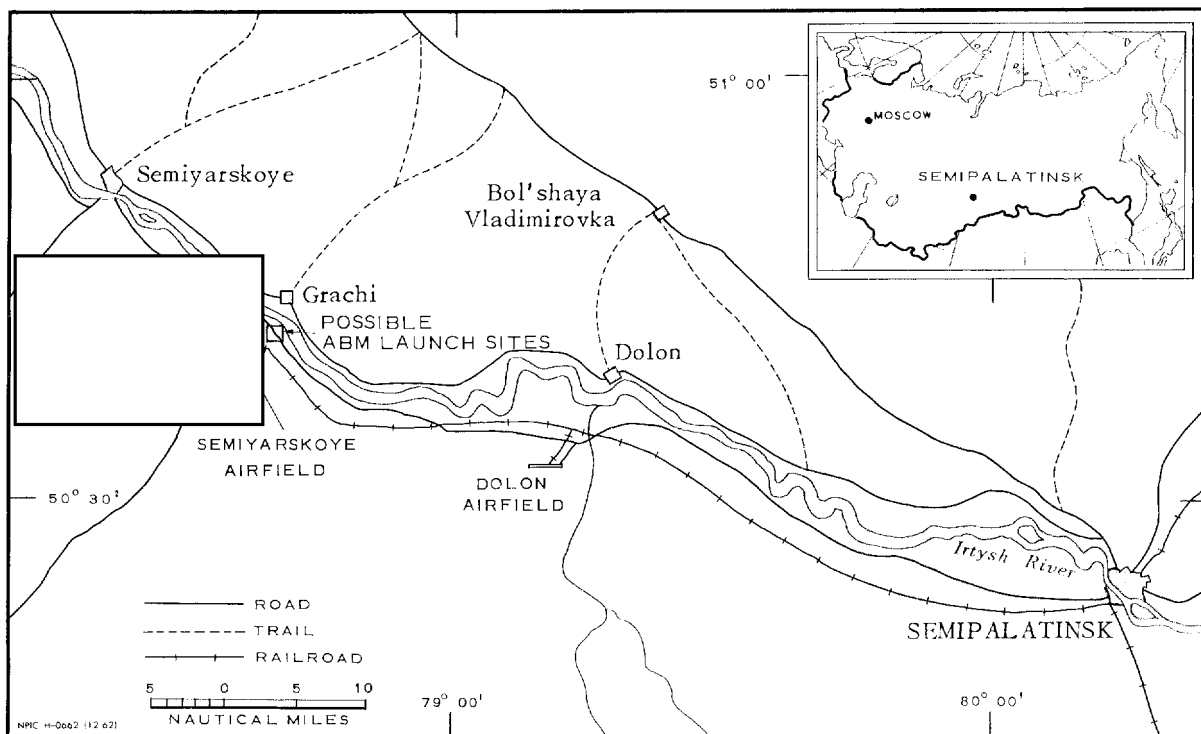 51° 00'
MOSCOW
SEMIPALATINSK
Semiyarskoye
Bol'shaya
Vladimirovka
Grachi
POSSIBLE
ABM LAUNCH SITES
Dolon
SEMIYARSKOYE
AIRFIELD
DOLON
AIRFIELD
50° 30'
Irtysh River
SEMIPALATINSK
ROAD
TRAIL
RAILROAD
5 0 5 10
NAUTICAL MILES
79° 00'
80° 00'
NPIC H-0662 (12 62)